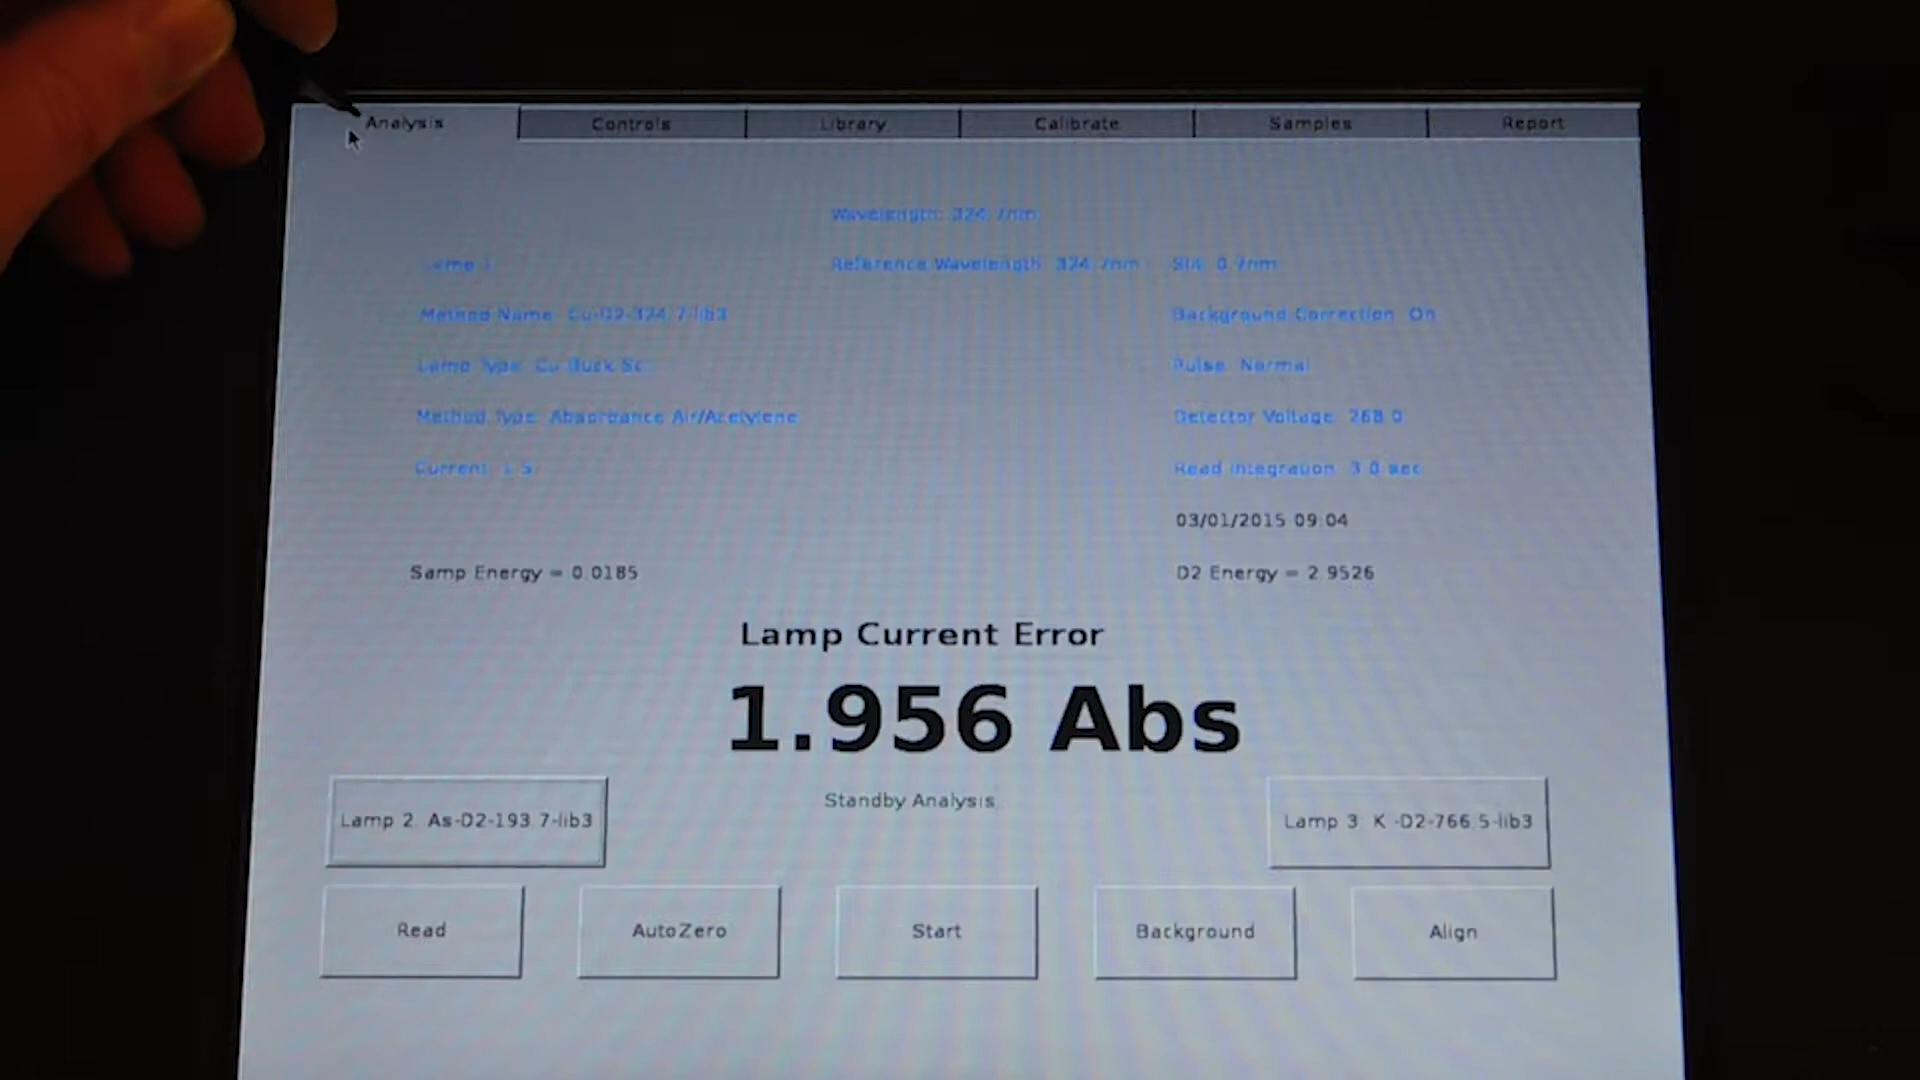 Analysis Controls Library Calibrate Samples Report
Wavelength: 324.7nm
Lamp 1
Reference Wavelength: 324.7nm Slit: 0.7nm
Method Name: Cu-D2-324.7-lib3
Background Correction: On
Lamp Type: Cu Buck Sc
Pulse: Normal
Method Type: Absorbance Air/Acetylene
Detector Voltage: 268.0
Current: 1.5
Read Integration: 3.0 sec
03/01/2015 09:04
Samp Energy = 0.0185
D2 Energy = 2.9526
Lamp Current Error
1.956 Abs
Standby Analysis
Lamp 2: As-D2-193.7-lib3
Lamp 3: K -D2-766.5-lib3
Read AutoZero Start Background Align